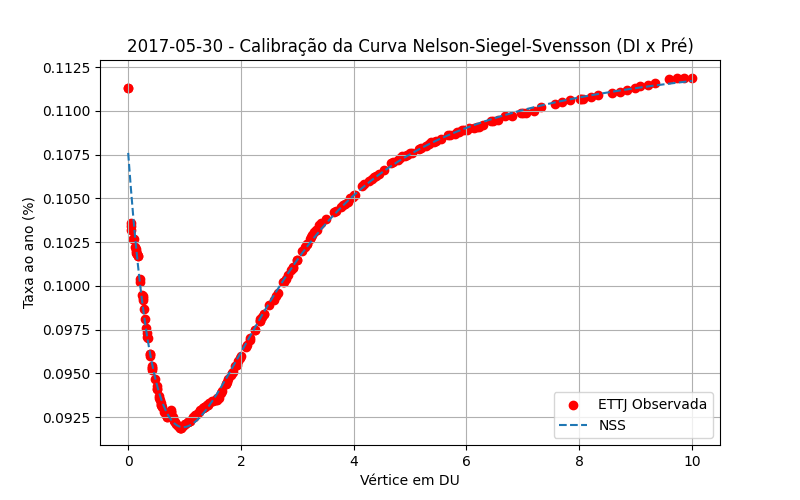 2017-05-30 - Calibração da Curva Nelson-Siegel-Svensson (DI x Pré)
Taxa ao ano (%)
0.1125
0.1100
0.1075
0.1050
0.1025
0.1000
0.0975
0.0950
0.0925
ETTJ Observada
NSS
0 2 4 6 8 10
Vértice em DU